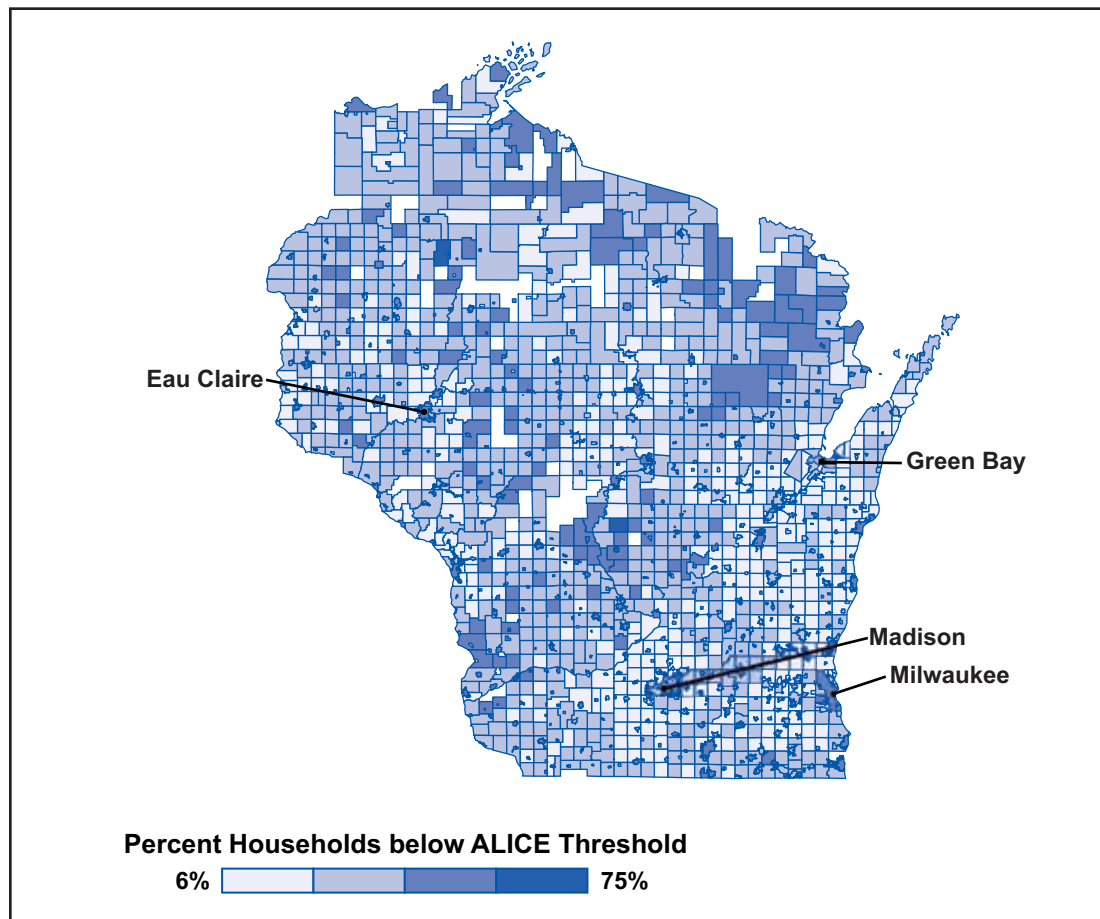 Eau Claire
Green Bay
Madison
Milwaukee
Percent Households below ALICE Threshold
6% 75%